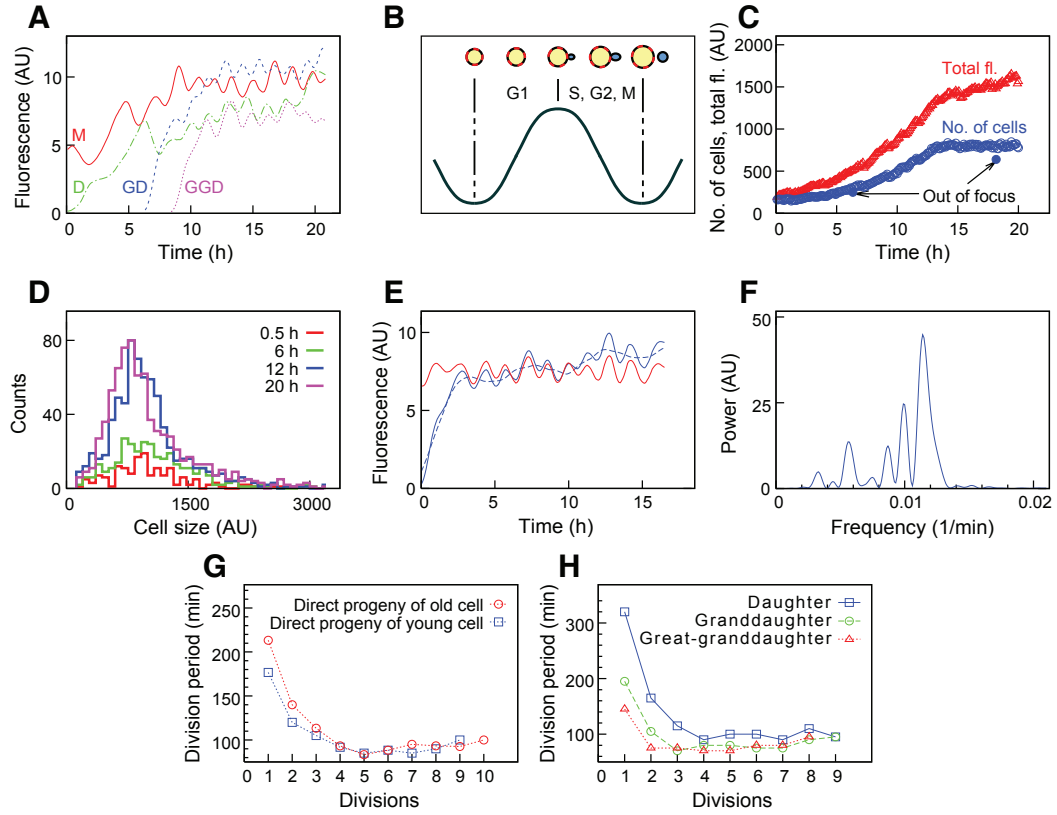 A
Fluorescence (AU)
10
5
0
M
D
GD
GGD
0 5 10 15 20
Time (h)
B
G1
S, G2, M
C
No. of cells, total fl.
2000
1500
1000
500
0
Total fl.
No. of cells
Out of focus
0 5 10 15 20
Time (h)
D
Counts
80
40
0
0.5 h
6 h
12 h
20 h
0 1500 3000
Cell size (AU)
E
Fluorescence (AU)
10
5
0
0 5 10 15
Time (h)
F
Power (AU)
50
25
0
0 0.01 0.02
Frequency (1/min)
G
Division period (min)
250
200
150
100
Direct progeny of old cell
Direct progeny of young cell
0 1 2 3 4 5 6 7 8 9 10
Divisions
H
Division period (min)
300
200
100
Daughter
Granddaughter
Great-granddaughter
0 1 2 3 4 5 6 7 8 9
Divisions